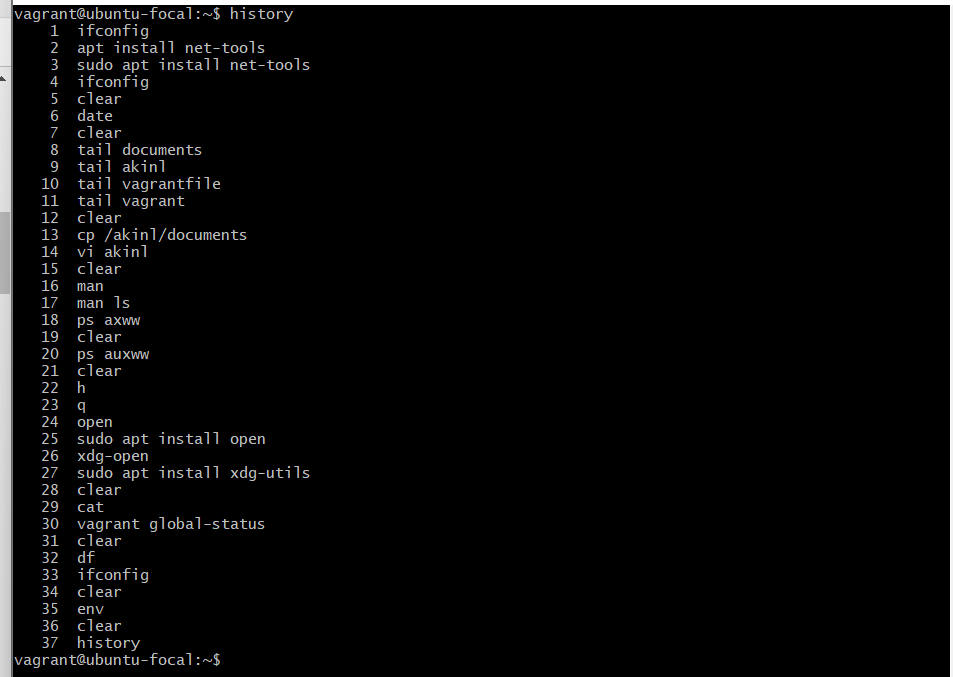 vagrant@ubuntu-focal:~$ history
1 ifconfig
2 apt install net-tools
3 sudo apt install net-tools
4 ifconfig
5 clear
6 date
7 clear
8 tail documents
9 tail akinl
10 tail vagrantfile
11 tail vagrant
12 clear
13 cp /akinl/documents
14 vi akinl
15 clear
16 man
17 man ls
18 ps axww
19 clear
20 ps auxww
21 clear
22 h
23 q
24 open
25 sudo apt install open
26 xdg-open
27 sudo apt install xdg-utils
28 clear
29 cat
30 vagrant global-status
31 clear
32 df
33 ifconfig
34 clear
35 env
36 clear
37 history
vagrant@ubuntu-focal:~$